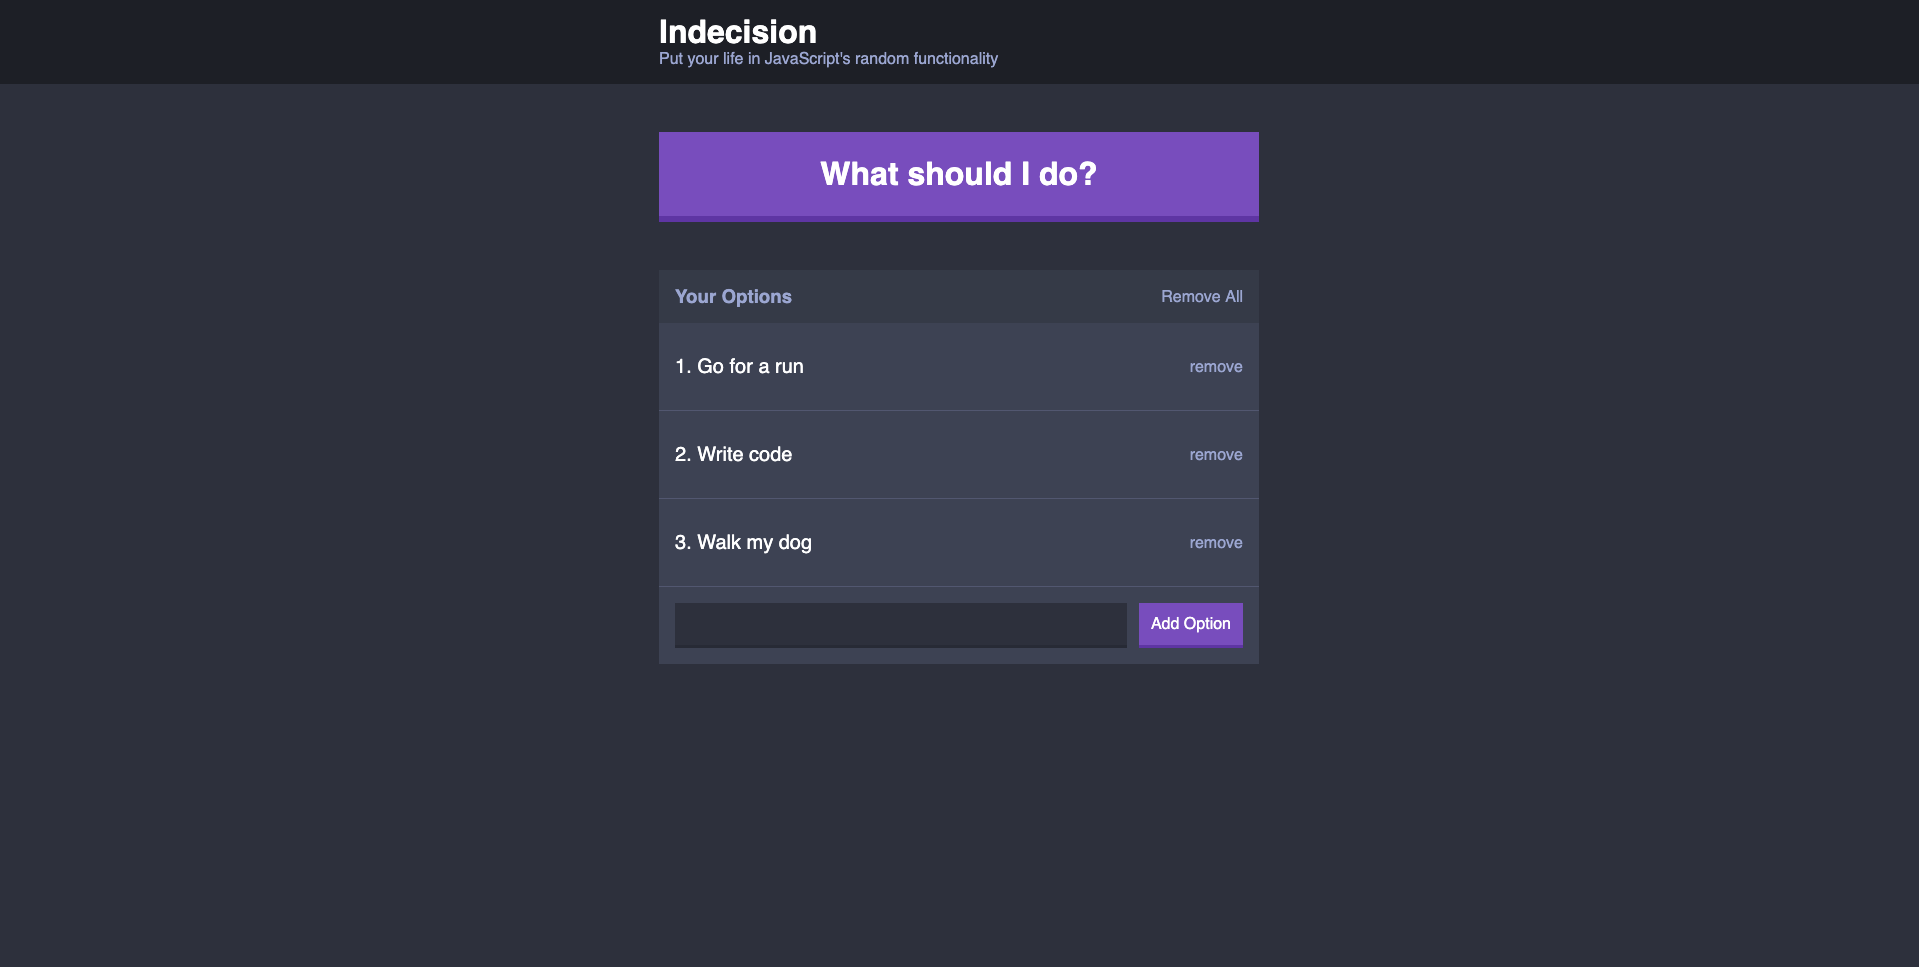 Indecision
Put your life in JavaScript's random functionality
What should I do?
Your Options Remove All
1. Go for a run remove
2. Write code remove
3. Walk my dog remove
Add Option